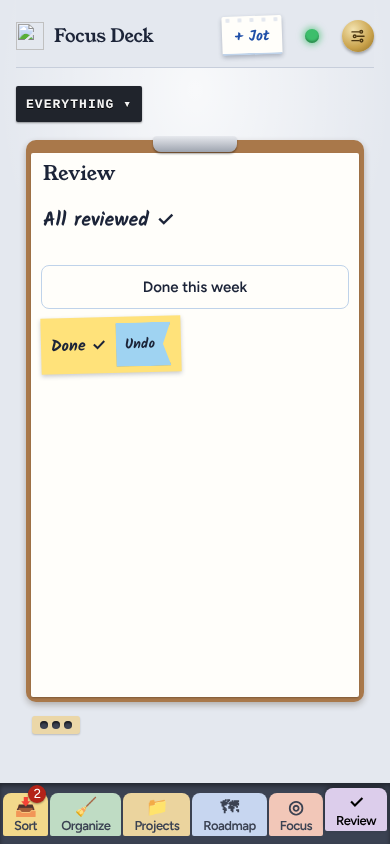 Focus Deck
+ Jot
EVERYTHING ▾
Review
All reviewed ✓
Done this week
Done ✓
Undo
2
Sort
Organize
Projects
Roadmap
Focus
Review